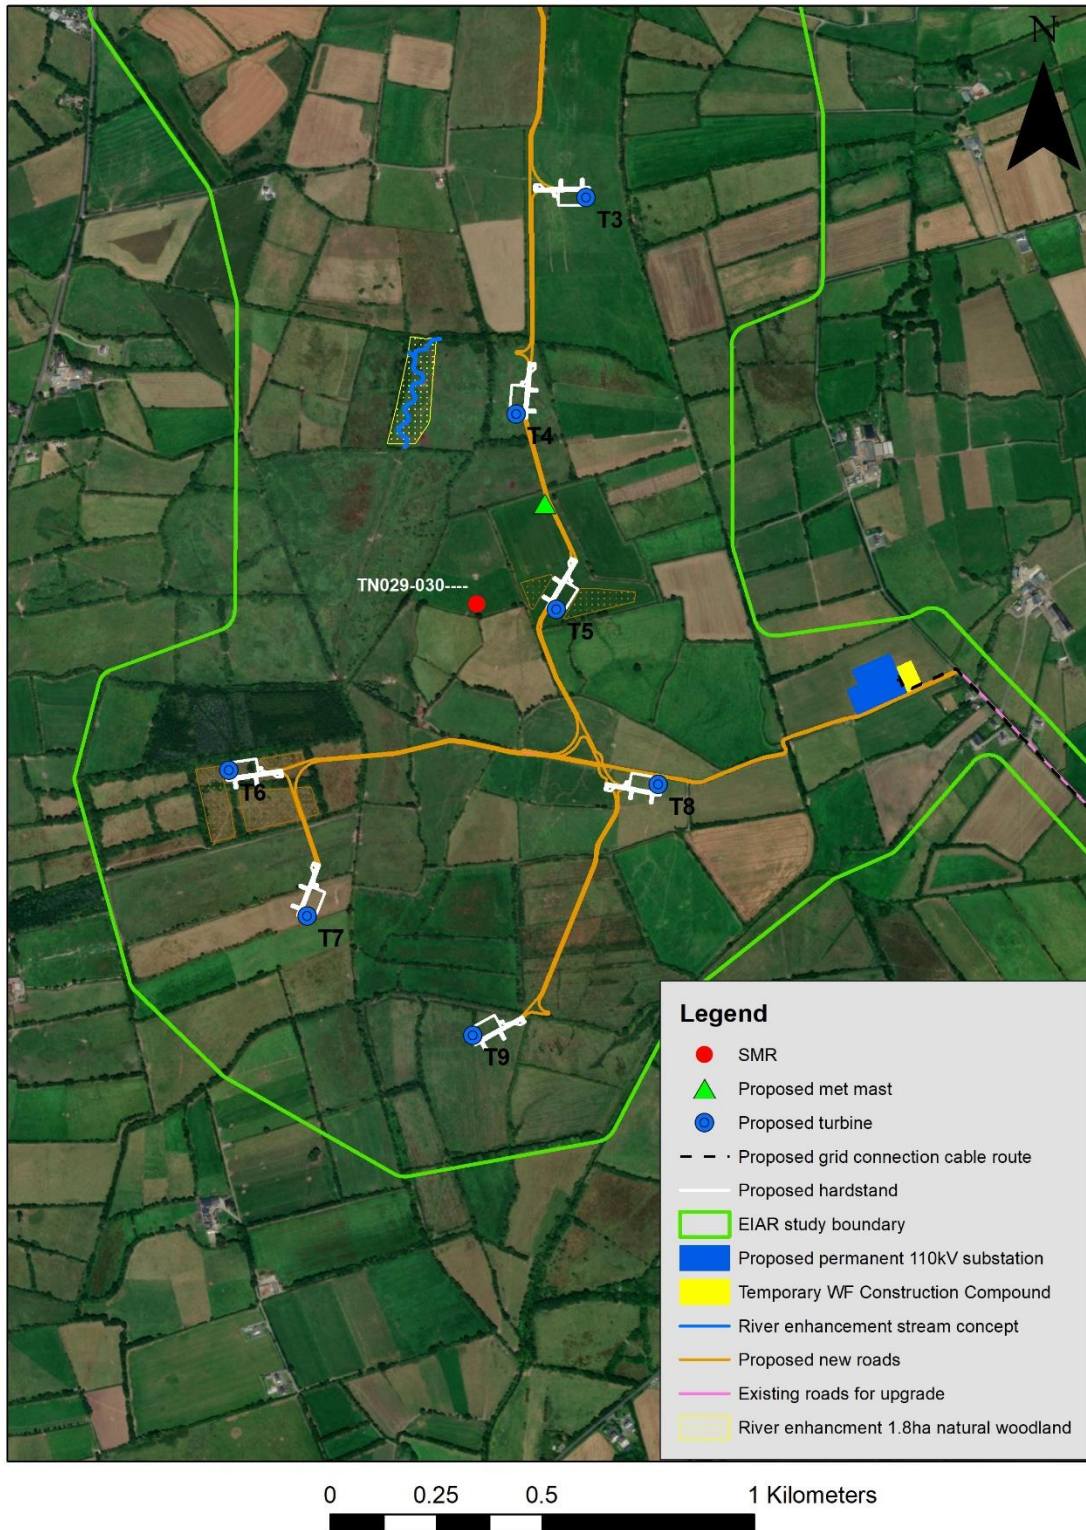 N
T3
T4
TN029-030----
T5
T6
T8
T7
T9
Legend
SMR
Proposed met mast
Proposed turbine
Proposed grid connection cable route
Proposed hardstand
EIAR study boundary
Proposed permanent 110kV substation
Temporary WF Construction Compound
River enhancement stream concept
Proposed new roads
Existing roads for upgrade
River enhancment 1.8ha natural woodland
0 0.25 0.5 1 Kilometers